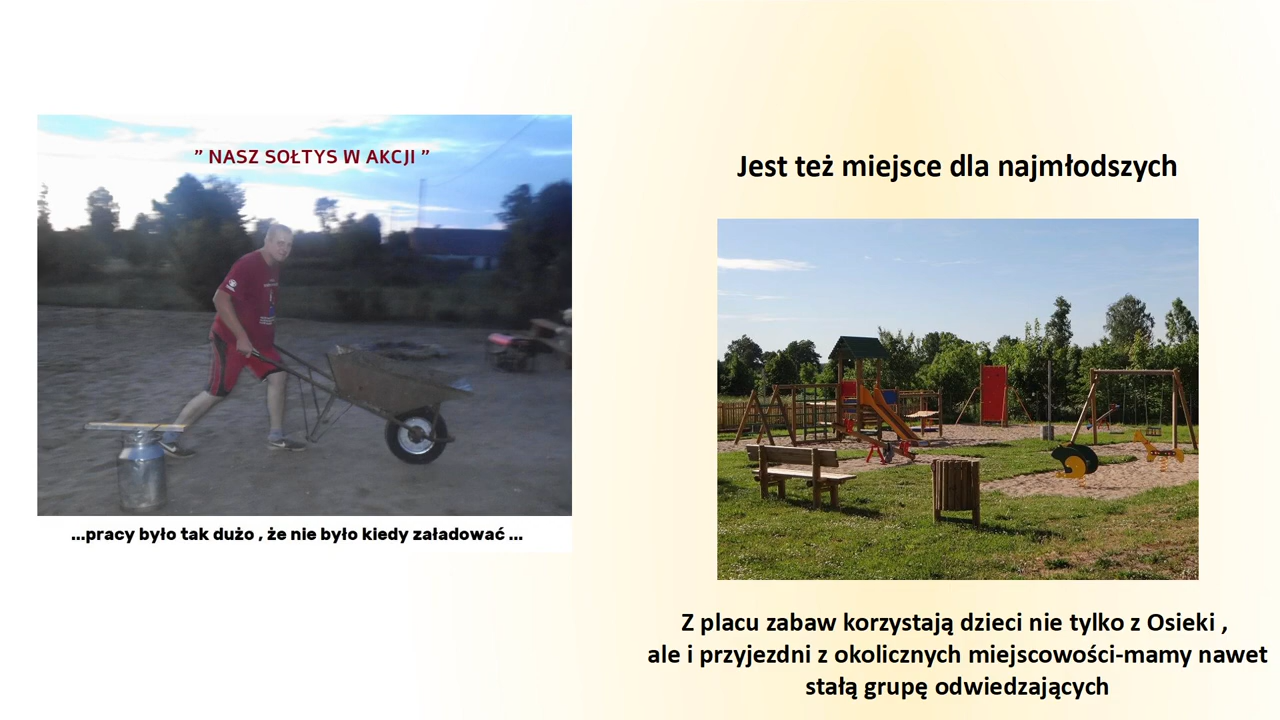 ” NASZ SOŁTYS W AKCJI ”
...pracy było tak dużo , że nie było kiedy załadować ...
Jest też miejsce dla najmłodszych
Z placu zabaw korzystają dzieci nie tylko z Osieki ,
ale i przyjezdni z okolicznych miejscowości-mamy nawet
stałą grupę odwiedzających